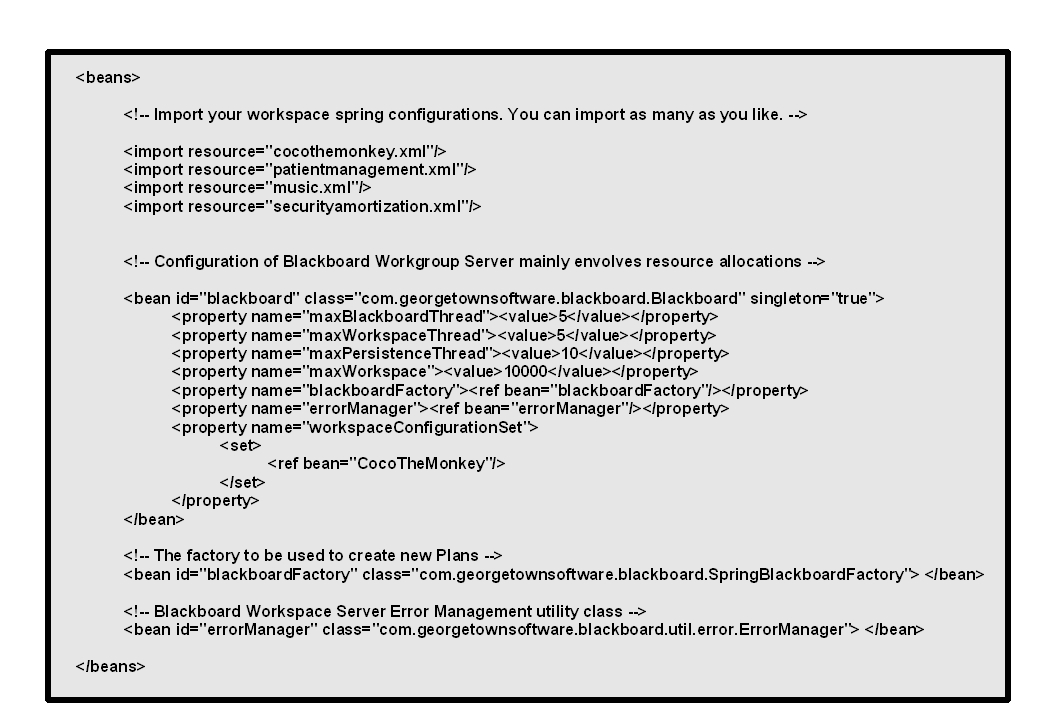 <beans>
<!-- Import your workspace spring configurations. You can import as many as you like. -->
<import resource="cocothemonkey.xml"/>
<import resource="patientmanagement.xml"/>
<import resource="music.xml"/>
<import resource="securityamortization.xml"/>
<!-- Configuration of Blackboard Workgroup Server mainly envolves resource allocations -->
<bean id="blackboard" class="com.georgetownsoftware.blackboard.Blackboard" singleton="true">
<property name="maxBlackboardThread"><value>5</value></property>
<property name="maxWorkspaceThread"><value>5</value></property>
<property name="maxPersistenceThread"><value>10</value></property>
<property name="maxWorkspace"><value>10000</value></property>
<property name="blackboardFactory"><ref bean="blackboardFactory"/></property>
<property name="errorManager"><ref bean="errorManager"/></property>
<property name="workspaceConfigurationSet">
<set>
<ref bean="CocoTheMonkey"/>
</set>
</property>
</bean>
<!-- The factory to be used to create new Plans -->
<bean id="blackboardFactory" class="com.georgetownsoftware.blackboard.SpringBlackboardFactory"> </bean>
<!-- Blackboard Workspace Server Error Management utility class -->
<bean id="errorManager" class="com.georgetownsoftware.blackboard.util.error.ErrorManager"> </bean>
</beans>